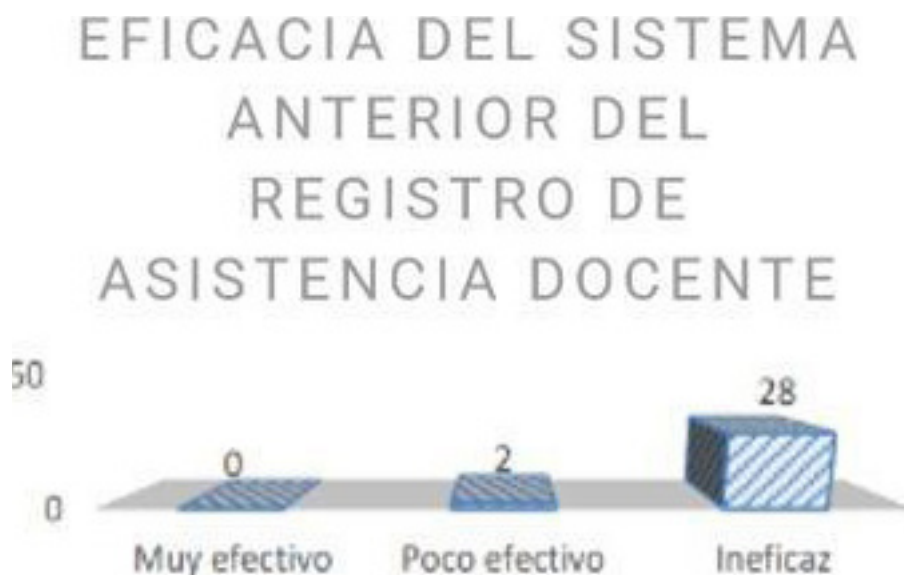 EFICACIA DEL SISTEMA
ANTERIOR DEL
REGISTRO DE
ASISTENCIA DOCENTE
50
28
0
2
0
Muy efectivo
Poco efectivo
Ineficaz